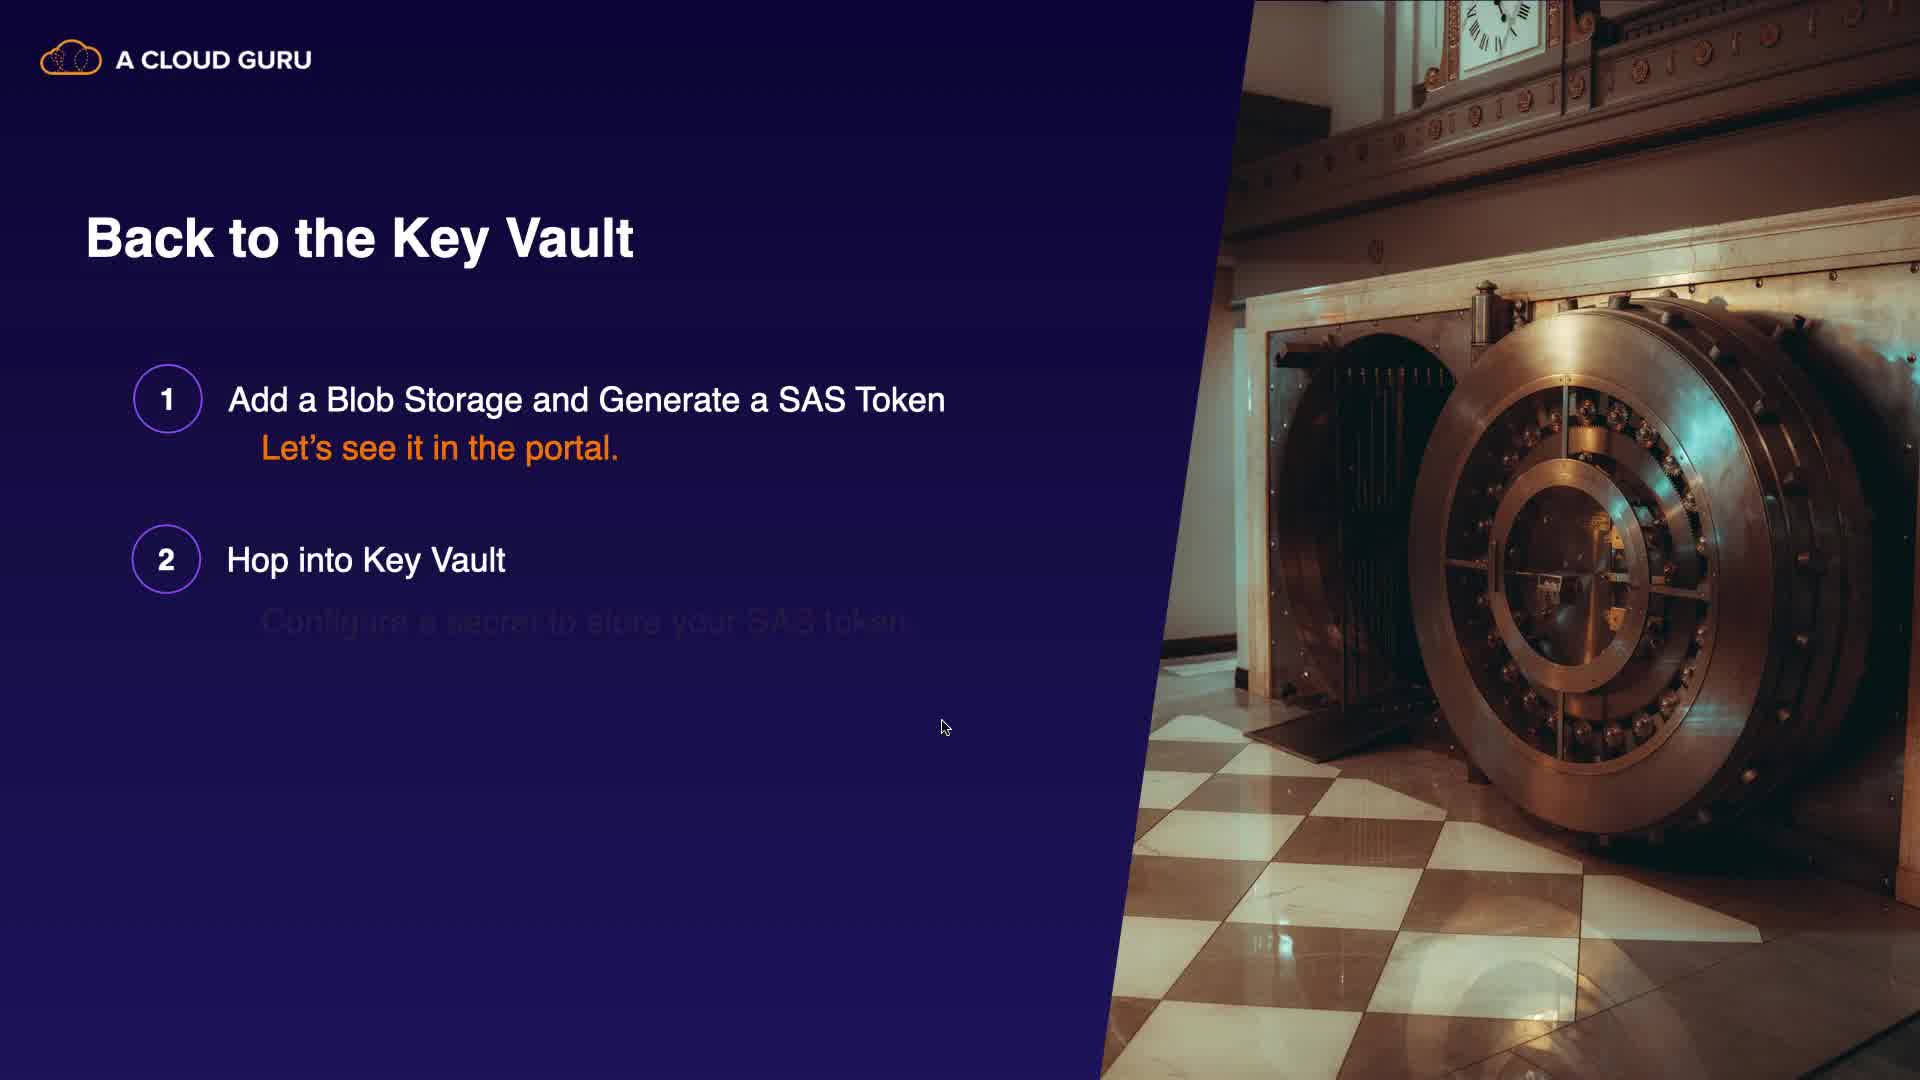 A CLOUD GURU
Back to the Key Vault
1 Add a Blob Storage and Generate a SAS Token
Let’s see it in the portal.
2 Hop into Key Vault
Configure a secret to store your SAS token.